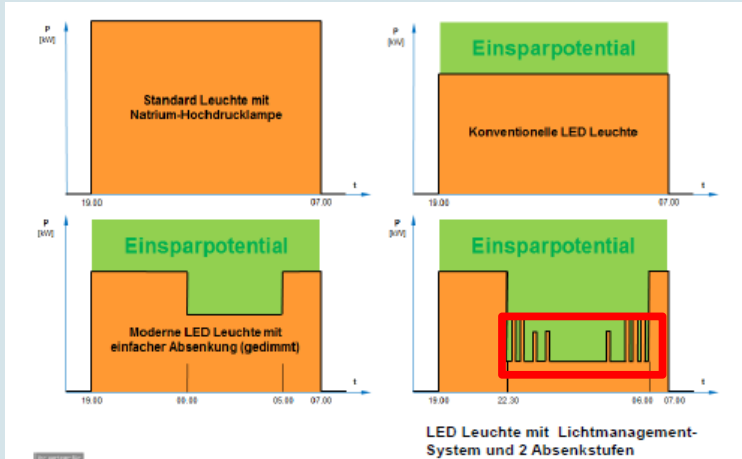 P
[kW]
Standard Leuchte mit
Natrium-Hochdrucklampe
t
19.00
07.00
P
[kW]
Einsparpotential
Konventionelle LED Leuchte
t
19.00
07.00
P
[kW]
Einsparpotential
Moderne LED Leuchte mit
einfacher Absenkung (gedimmt)
t
19.00
00.00
05.00
07.00
P
[kW]
Einsparpotential
t
19.00
22.30
06.00
07.00
LED Leuchte mit Lichtmanagement-
System und 2 Absenkstufen